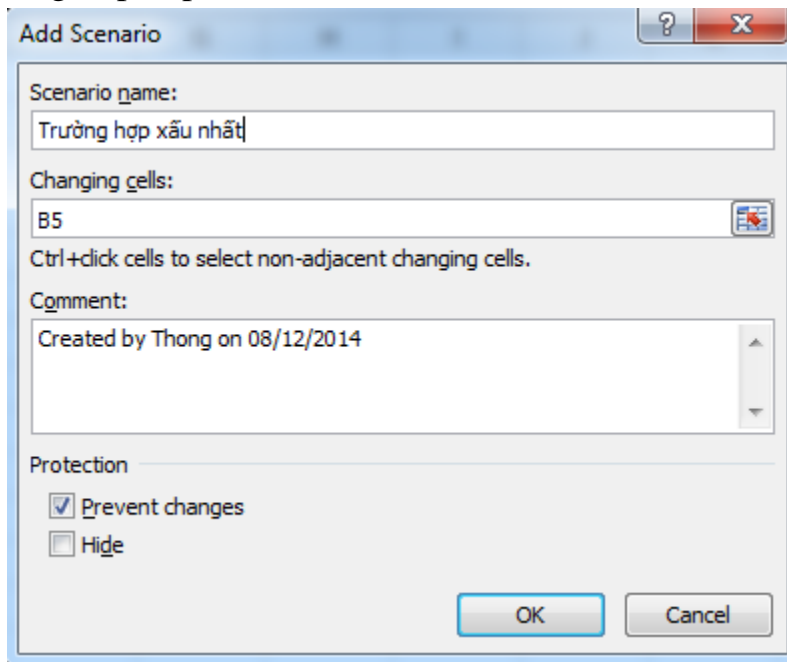 Add Scenario
Scenario name:
Trường hợp xấu nhất
Changing cells:
B5
Ctrl+click cells to select non-adjacent changing cells.
Comment:
Created by Thong on 08/12/2014
Protection
Prevent changes
Hide
OK Cancel